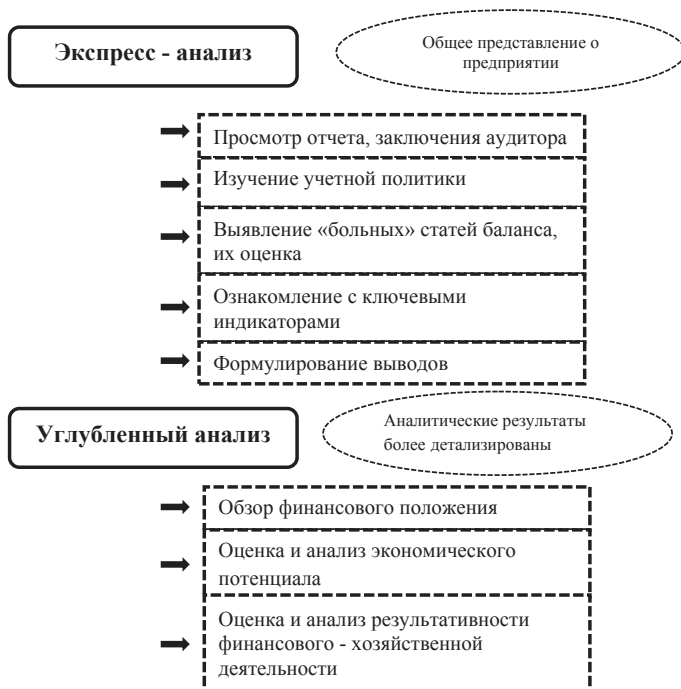 Экспресс - анализ
Общее представление о
предприятии
Просмотр отчета, заключения аудитора
Изучение учетной политики
Выявление «больных» статей баланса,
их оценка
Ознакомление с ключевыми
индикаторами
Формулирование выводов
Углубленный анализ
Аналитические результаты
более детализированы
Обзор финансового положения
Оценка и анализ экономического
потенциала
Оценка и анализ результативности
финансового - хозяйственной
деятельности